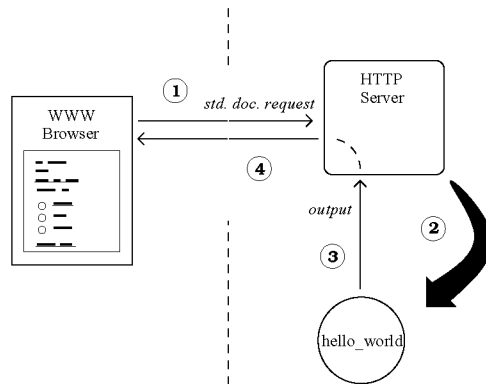 HTTP
Server
1
std. doc. request
WWW
Browser
4
output
2
3
hello_world